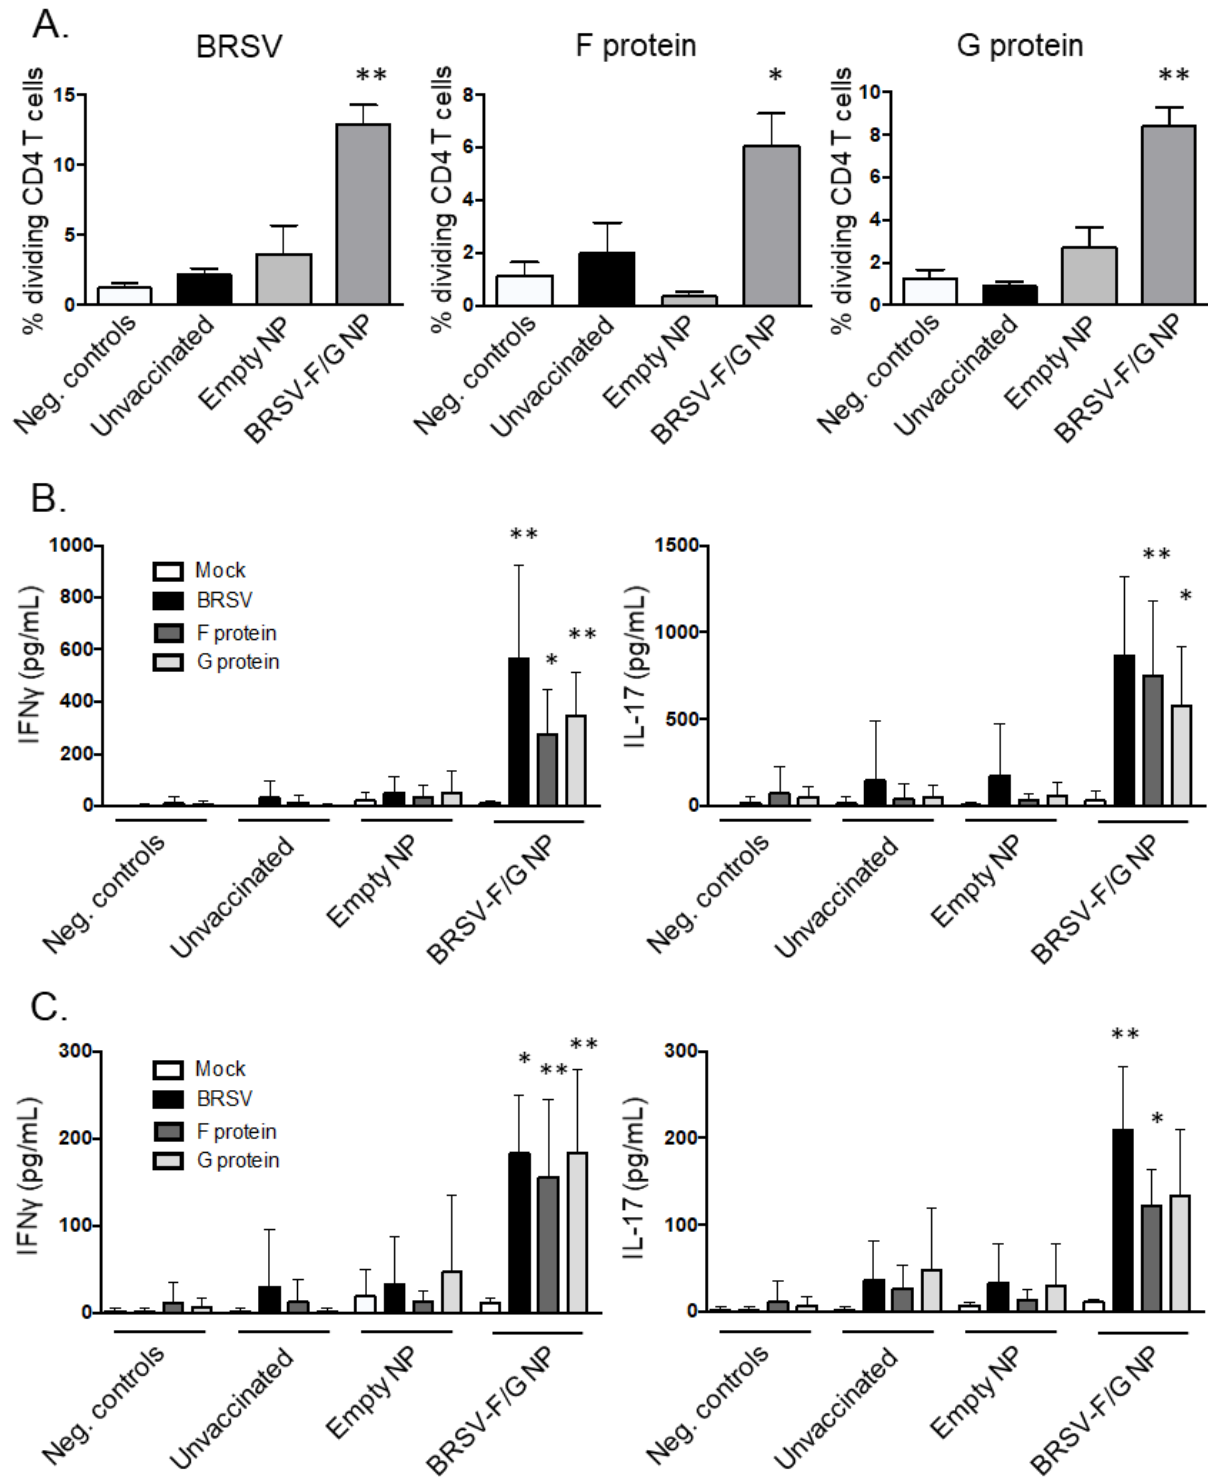 A.
BRSV
F protein
G protein
% dividing CD4 T cells
15
10
5
0
**
Neg. controls
Unvaccinated
Empty NP
BRSV-F/G NP
% dividing CD4 T cells
8
6
4
2
0
*
Neg. controls
Unvaccinated
Empty NP
BRSV-F/G NP
% dividing CD4 T cells
10
8
6
4
2
0
**
Neg. controls
Unvaccinated
Empty NP
BRSV-F/G NP
B.
IFNγ (pg/mL)
1000
800
600
400
200
0
Mock
BRSV
F protein
G protein
**
*
**
Neg. controls
Unvaccinated
Empty NP
BRSV-F/G NP
IL-17 (pg/mL)
1500
1000
500
0
**
*
Neg. controls
Unvaccinated
Empty NP
BRSV-F/G NP
C.
IFNγ (pg/mL)
300
200
100
0
Mock
BRSV
F protein
G protein
*
**
**
Neg. controls
Unvaccinated
Empty NP
BRSV-F/G NP
IL-17 (pg/mL)
300
200
100
0
**
*
Neg. controls
Unvaccinated
Empty NP
BRSV-F/G NP